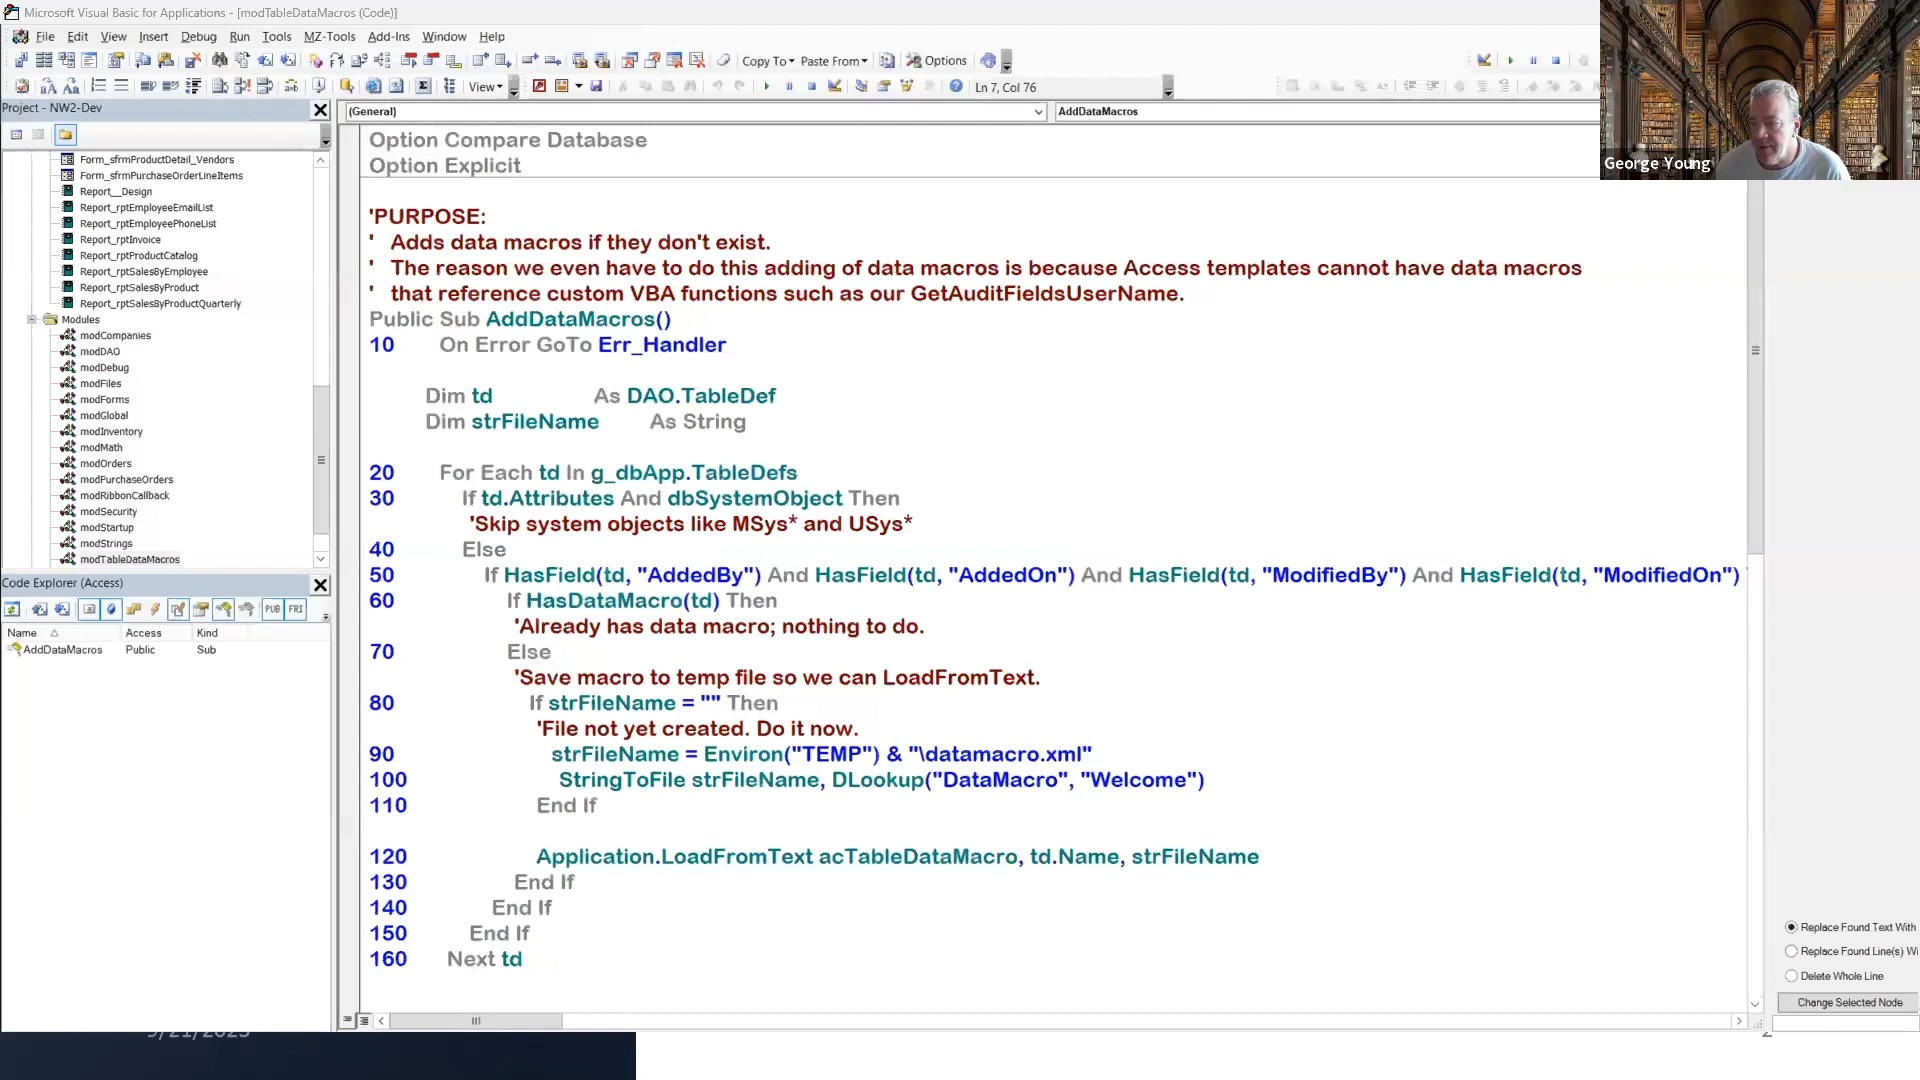 Microsoft Visual Basic for Applications - [modTableDataMacros (Code)]
File Edit View Insert Debug Run Tools MZ-Tools Add-Ins Window Help
Copy To Paste From Options
View Ln 7, Col 76
Project - NW2-Dev
Form_sfrmProductDetail_Vendors
Form_sfrmPurchaseOrderLineItems
Report__Design
Report_rptEmployeeEmailList
Report_rptEmployeePhoneList
Report_rptInvoice
Report_rptProductCatalog
Report_rptSalesByEmployee
Report_rptSalesByProduct
Report_rptSalesByProductQuarterly
Modules
modCompanies
modDAO
modDebug
modFiles
modForms
modGlobal
modInventory
modMath
modOrders
modPurchaseOrders
modRibbonCallback
modSecurity
modStartup
modStrings
modTableDataMacros
Code Explorer (Access)
PUB FRI
Name Access Kind
AddDataMacros Public Sub
(General) AddDataMacros
Option Compare Database
Option Explicit
'PURPOSE:
' Adds data macros if they don't exist.
' The reason we even have to do this adding of data macros is because Access templates cannot have data macros
' that reference custom VBA functions such as our GetAuditFieldsUserName.
Public Sub AddDataMacros()
10 On Error GoTo Err_Handler
Dim td As DAO.TableDef
Dim strFileName As String
20 For Each td In g_dbApp.TableDefs
30 If td.Attributes And dbSystemObject Then
'Skip system objects like MSys* and USys*
40 Else
50 If HasField(td, "AddedBy") And HasField(td, "AddedOn") And HasField(td, "ModifiedBy") And HasField(td, "ModifiedOn")
60 If HasDataMacro(td) Then
'Already has data macro; nothing to do.
70 Else
'Save macro to temp file so we can LoadFromText.
80 If strFileName = "" Then
'File not yet created. Do it now.
90 strFileName = Environ("TEMP") & "\datamacro.xml"
100 StringToFile strFileName, DLookup("DataMacro", "Welcome")
110 End If
120 Application.LoadFromText acTableDataMacro, td.Name, strFileName
130 End If
140 End If
150 End If
160 Next td
George Young
Replace Found Text With
Replace Found Line(s) Wi
Delete Whole Line
Change Selected Node